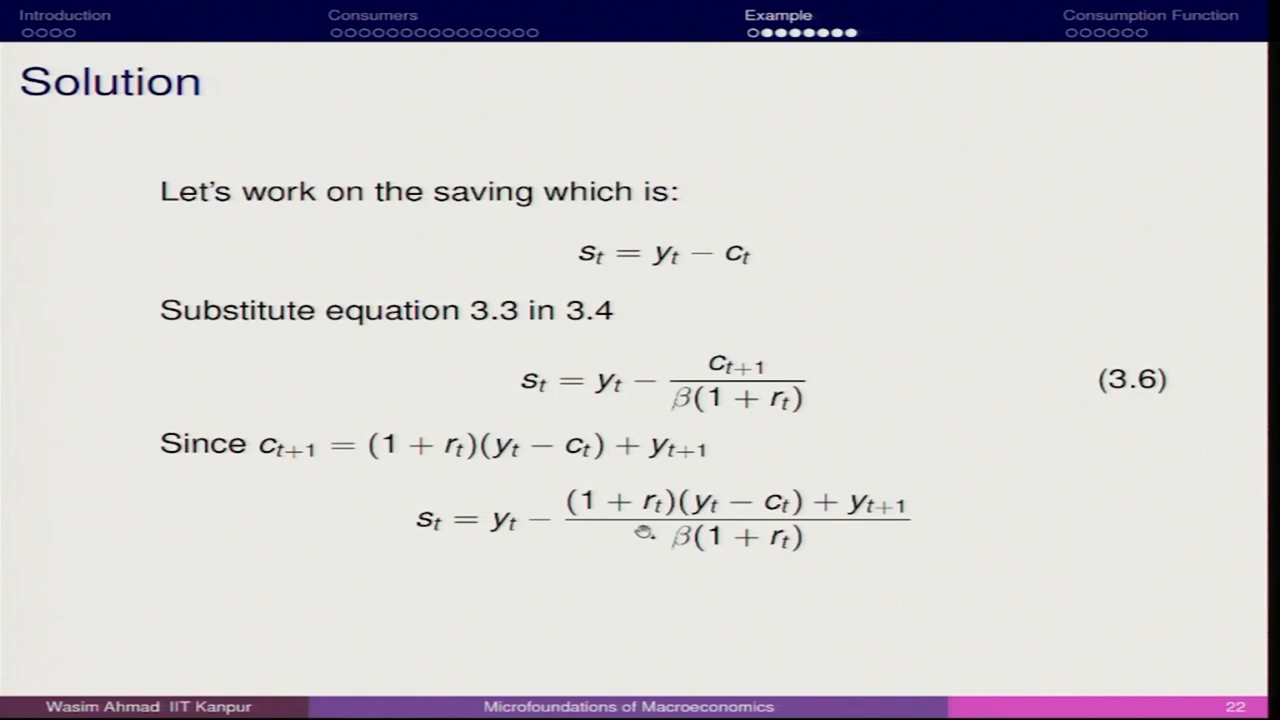 Introduction
Consumers
Example
Consumption Function
Solution
Let's work on the saving which is:
s_t = y_t − c_t
Substitute equation 3.3 in 3.4
s_t = y_t − \frac{c_{t+1}}{β(1 + r_t)} (3.6)
Since c_{t+1} = (1 + r_t)(y_t − c_t) + y_{t+1}
s_t = y_t − \frac{(1 + r_t)(y_t − c_t) + y_{t+1}}{β(1 + r_t)}
Wasim Ahmad IIT Kanpur
Microfoundations of Macroeconomics
22